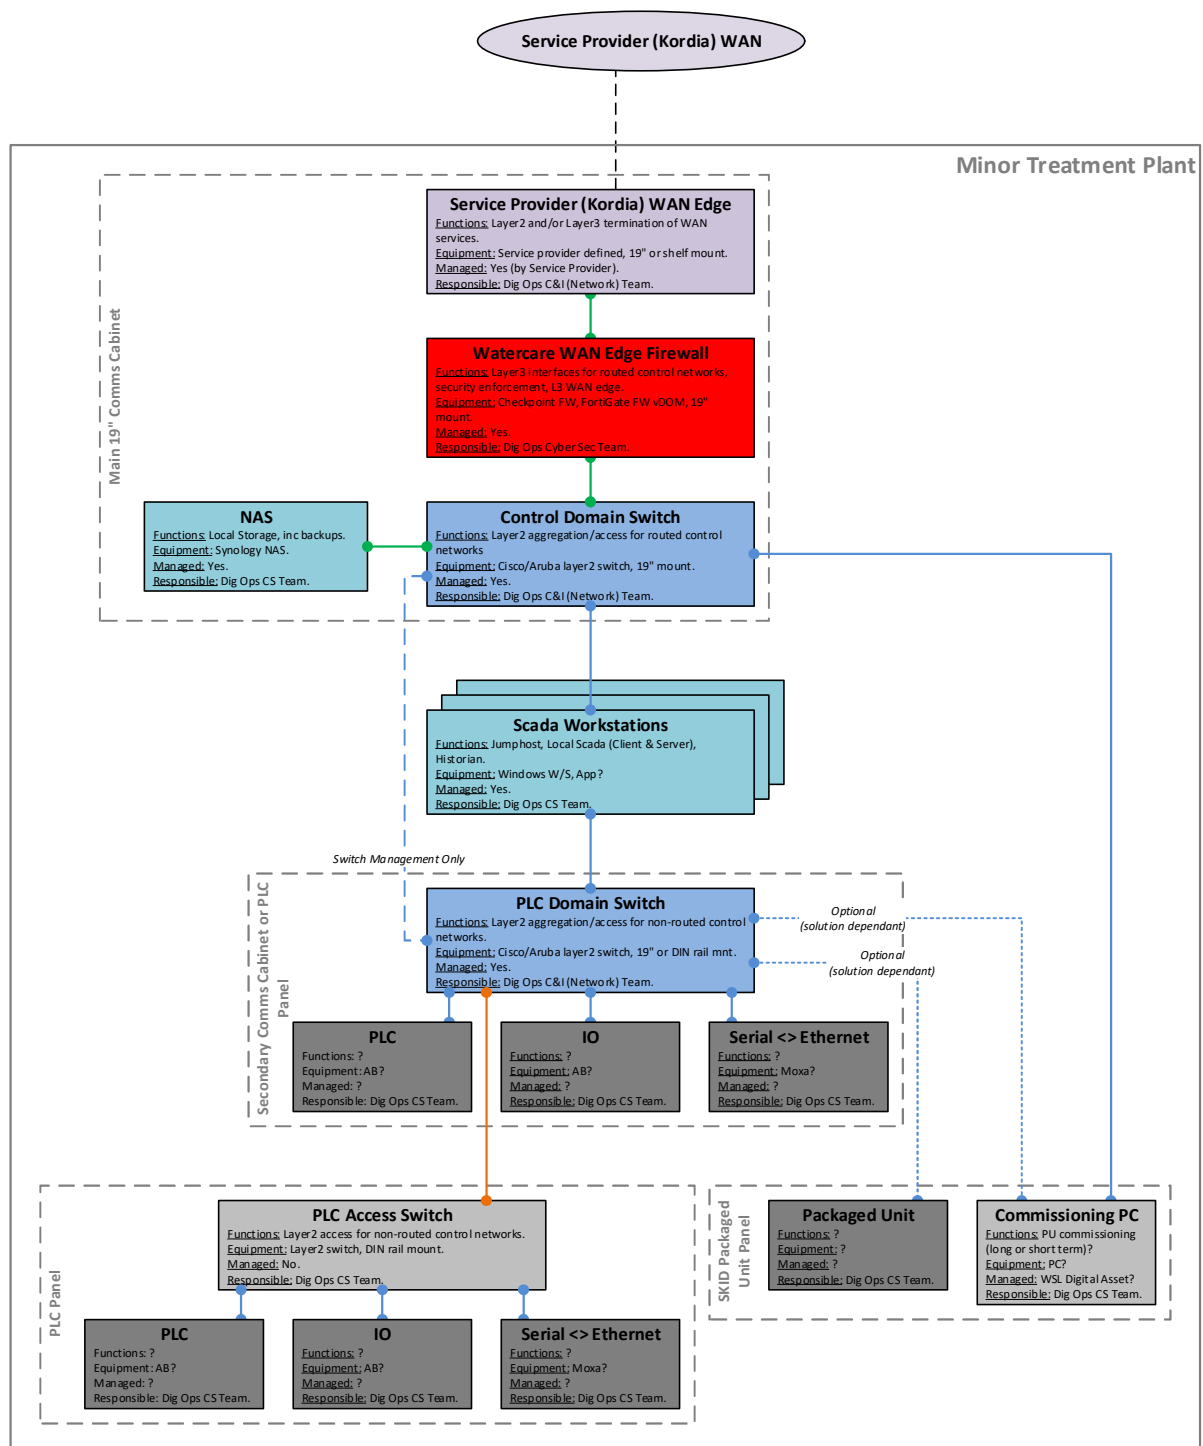 Service Provider (Kordia) WAN
Minor Treatment Plant
Main 19" Comms Cabinet
Service Provider (Kordia) WAN Edge
Functions: Layer2 and/or Layer3 termination of WAN
services.
Equipment: Service provider defined, 19" or shelf mount.
Managed: Yes (by Service Provider).
Responsible: Dig Ops C&I (Network) Team.
Watercare WAN Edge Firewall
Functions: Layer3 interfaces for routed control networks,
security enforcement, L3 WAN edge.
Equipment: Checkpoint FW, FortiGate FW vDOM, 19"
mount.
Managed: Yes.
Responsible: Dig Ops Cyber Sec Team.
NAS
Functions: Local Storage, inc backups.
Equipment: Synology NAS.
Managed: Yes.
Responsible: Dig Ops CS Team.
Control Domain Switch
Functions: Layer2 aggregation/access for routed control
networks
Equipment: Cisco/Aruba layer2 switch, 19" mount.
Managed: Yes.
Responsible: Dig Ops C&I (Network) Team.
Scada Workstations
Functions: Jumphost, Local Scada (Client & Server),
Historian.
Equipment: Windows W/S, App?
Managed: Yes.
Responsible: Dig Ops CS Team.
Switch Management Only
Secondary Comms Cabinet or PLC
Panel
PLC Domain Switch
Functions: Layer2 aggregation/access for non-routed control
networks.
Equipment: Cisco/Aruba layer2 switch, 19" or DIN rail mnt.
Managed: Yes.
Responsible: Dig Ops C&I (Network) Team.
Optional
(solution dependant)
Optional
(solution dependant)
PLC
Functions: ?
Equipment: AB?
Managed: ?
Responsible: Dig Ops CS Team.
IO
Functions: ?
Equipment: AB?
Managed: ?
Responsible: Dig Ops CS Team.
Serial <> Ethernet
Functions: ?
Equipment: Moxa?
Managed: ?
Responsible: Dig Ops CS Team.
PLC Panel
PLC Access Switch
Functions: Layer2 access for non-routed control networks.
Equipment: Layer2 switch, DIN rail mount.
Managed: No.
Responsible: Dig Ops CS Team.
PLC
Functions: ?
Equipment: AB?
Managed: ?
Responsible: Dig Ops CS Team.
IO
Functions: ?
Equipment: AB?
Managed: ?
Responsible: Dig Ops CS Team.
Serial <> Ethernet
Functions: ?
Equipment: Moxa?
Managed: ?
Responsible: Dig Ops CS Team.
SKID Packaged
Unit Panel
Packaged Unit
Functions: ?
Equipment: ?
Managed: ?
Responsible: Dig Ops CS Team.
Commissioning PC
Functions: PU commissioning
(long or short term)?
Equipment: PC?
Managed: WSL Digital Asset?
Responsible: Dig Ops CS Team.